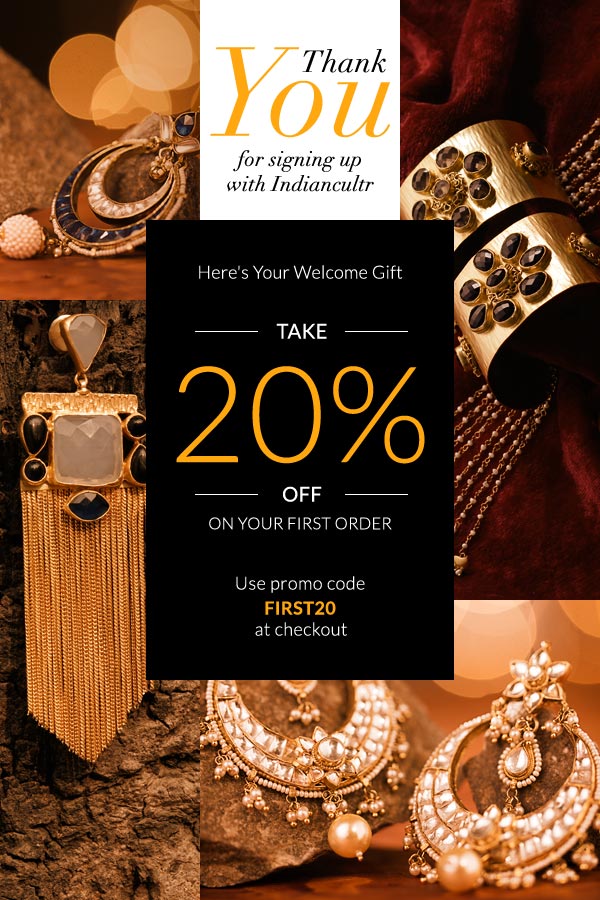 Thank
You
for signing up
with Indiancultr
Here's Your Welcome Gift
TAKE
20%
OFF
ON YOUR FIRST ORDER
Use promo code
FIRST20
at checkout